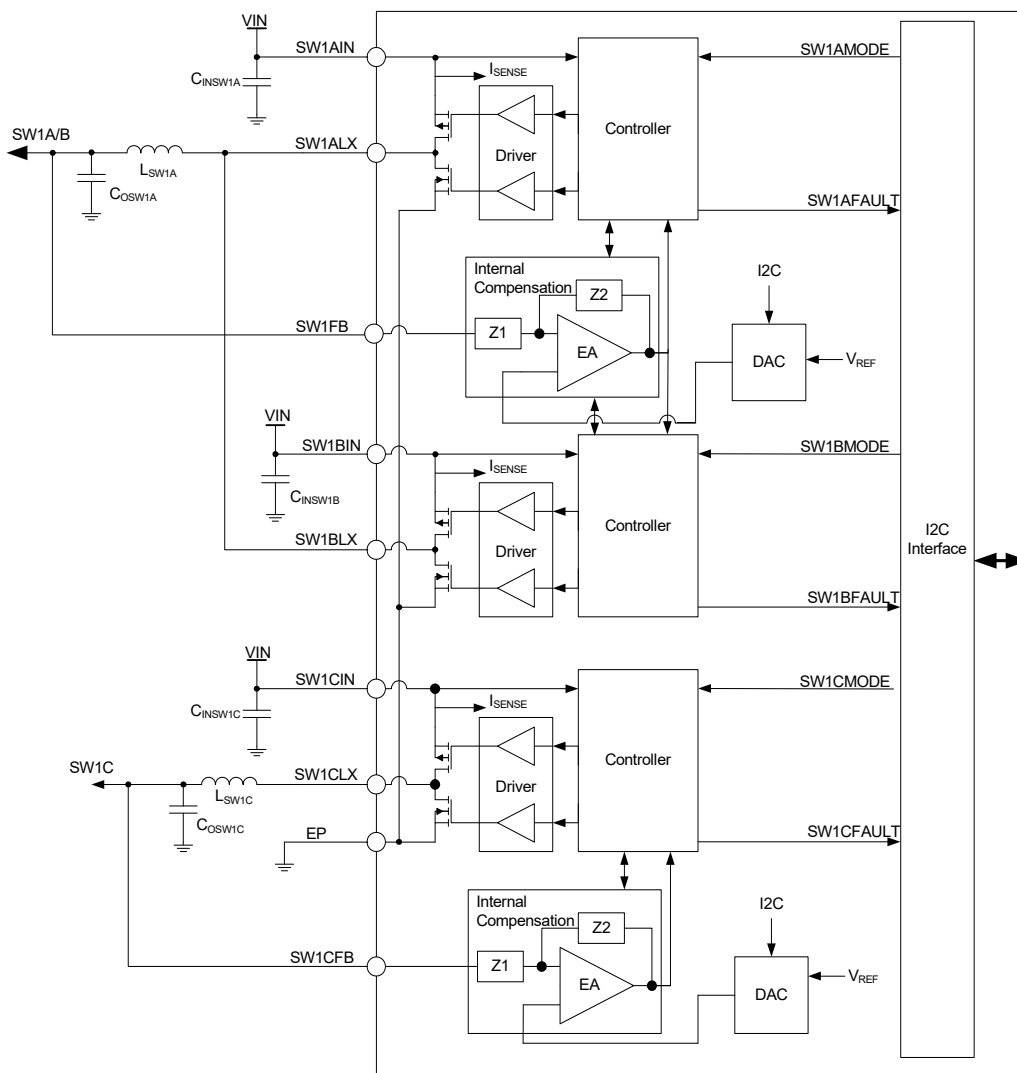 VIN
SW1AIN
SW1AMODE
ISENSE
CINSW1A
Controller
SW1A/B
SW1ALX
Driver
LSW1A
COSW1A
SW1AFAULT
Internal
Compensation
I2C
Z2
SW1FB
Z1
EA
DAC
VREF
VIN
SW1BIN
SW1BMODE
ISENSE
CINSW1B
Controller
I2C
Interface
SW1BLX
Driver
SW1BFAULT
VIN
SW1CIN
SW1CMODE
ISENSE
CINSW1C
Controller
SW1C
SW1CLX
Driver
LSW1C
COSW1C
EP
SW1CFAULT
Internal
Compensation
I2C
Z2
SW1CFB
Z1
EA
DAC
VREF